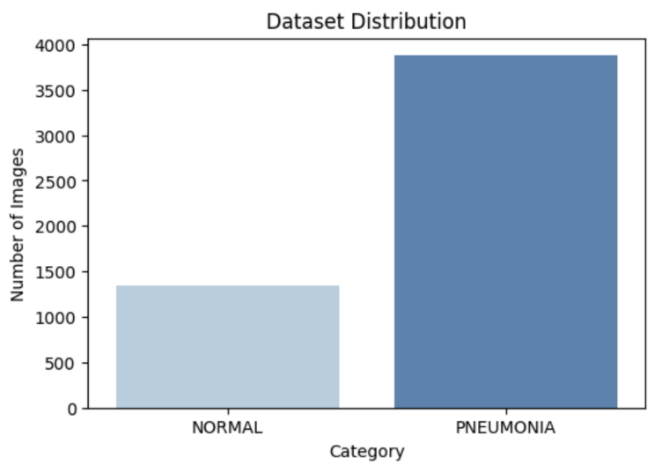 Dataset Distribution
Number of Images
4000
3500
3000
2500
2000
1500
1000
500
0
NORMAL
PNEUMONIA
Category